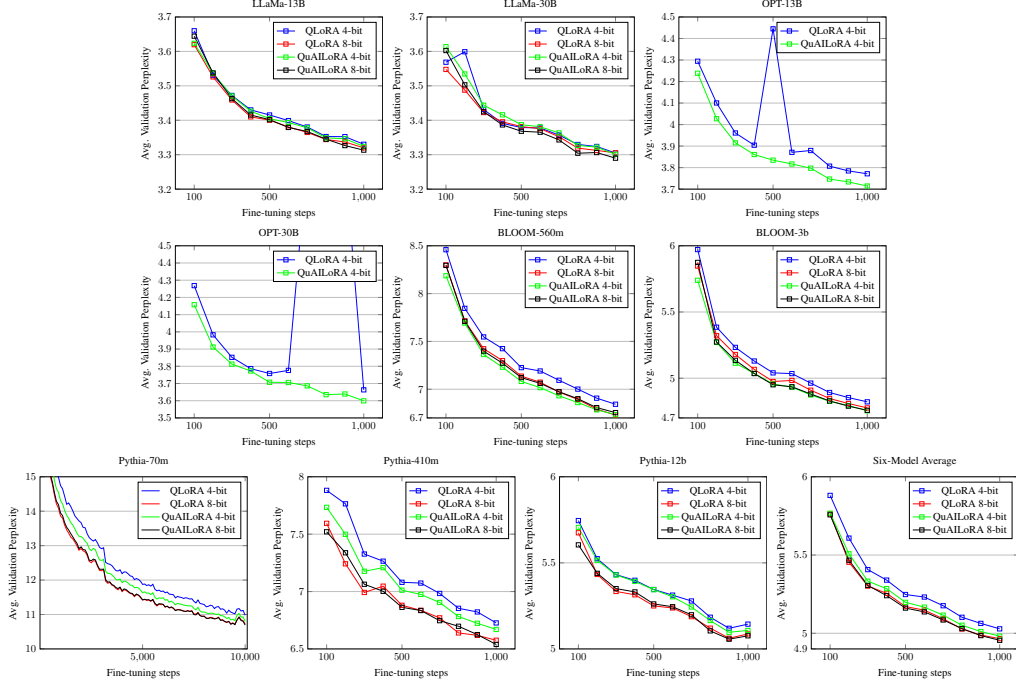 LLaMa-13B
3.7
3.6
3.5
3.4
3.3
3.2
100
500
1,000
Fine-tuning steps
Avg. Validation Perplexity
QLoRA 4-bit
QLoRA 8-bit
QuAILoRA 4-bit
QuAILoRA 8-bit
LLaMa-30B
3.7
3.6
3.5
3.4
3.3
3.2
100
500
1,000
Fine-tuning steps
Avg. Validation Perplexity
QLoRA 4-bit
QLoRA 8-bit
QuAILoRA 4-bit
QuAILoRA 8-bit
OPT-13B
4.5
4.4
4.3
4.2
4.1
4
3.9
3.8
3.7
100
500
1,000
Fine-tuning steps
Avg. Validation Perplexity
QLoRA 4-bit
QuAILoRA 4-bit
OPT-30B
4.5
4.4
4.3
4.2
4.1
4
3.9
3.8
3.7
3.6
3.5
100
500
1,000
Fine-tuning steps
Avg. Validation Perplexity
QLoRA 4-bit
QuAILoRA 4-bit
BLOOM-560m
8.5
8
7.5
7
6.7
100
500
1,000
Fine-tuning steps
Avg. Validation Perplexity
QLoRA 4-bit
QLoRA 8-bit
QuAILoRA 4-bit
QuAILoRA 8-bit
BLOOM-3b
6
5.5
5
4.7
100
500
1,000
Fine-tuning steps
Avg. Validation Perplexity
QLoRA 4-bit
QLoRA 8-bit
QuAILoRA 4-bit
QuAILoRA 8-bit
Pythia-70m
15
14
13
12
11
10
5,000
10,000
Fine-tuning steps
Avg. Validation Perplexity
QLoRA 4-bit
QLoRA 8-bit
QuAILoRA 4-bit
QuAILoRA 8-bit
Pythia-410m
8
7.5
7
6.5
100
500
1,000
Fine-tuning steps
Avg. Validation Perplexity
QLoRA 4-bit
QLoRA 8-bit
QuAILoRA 4-bit
QuAILoRA 8-bit
Pythia-12b
6
5.5
5
100
500
1,000
Fine-tuning steps
Avg. Validation Perplexity
QLoRA 4-bit
QLoRA 8-bit
QuAILoRA 4-bit
QuAILoRA 8-bit
Six-Model Average
6
5.5
5
4.9
100
500
1,000
Fine-tuning steps
Avg. Validation Perplexity
QLoRA 4-bit
QLoRA 8-bit
QuAILoRA 4-bit
QuAILoRA 8-bit